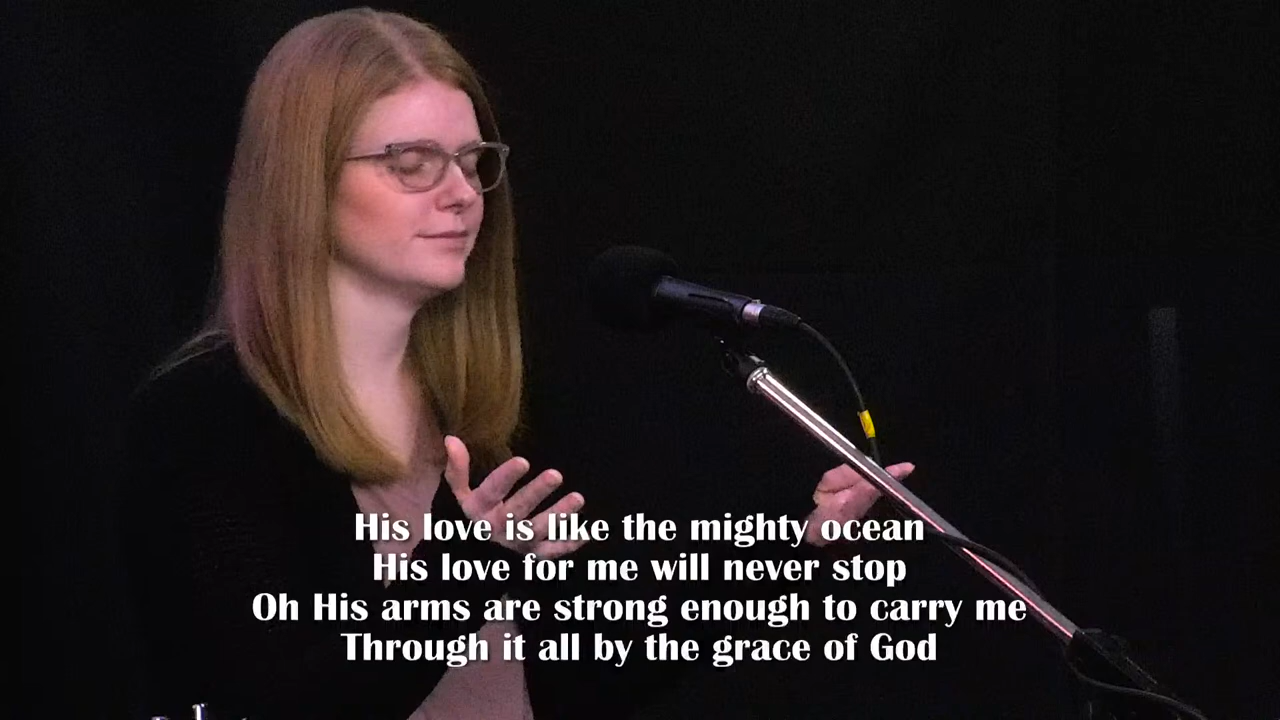 His love is like the mighty ocean
His love for me will never stop
Oh His arms are strong enough to carry me
Through it all by the grace of God